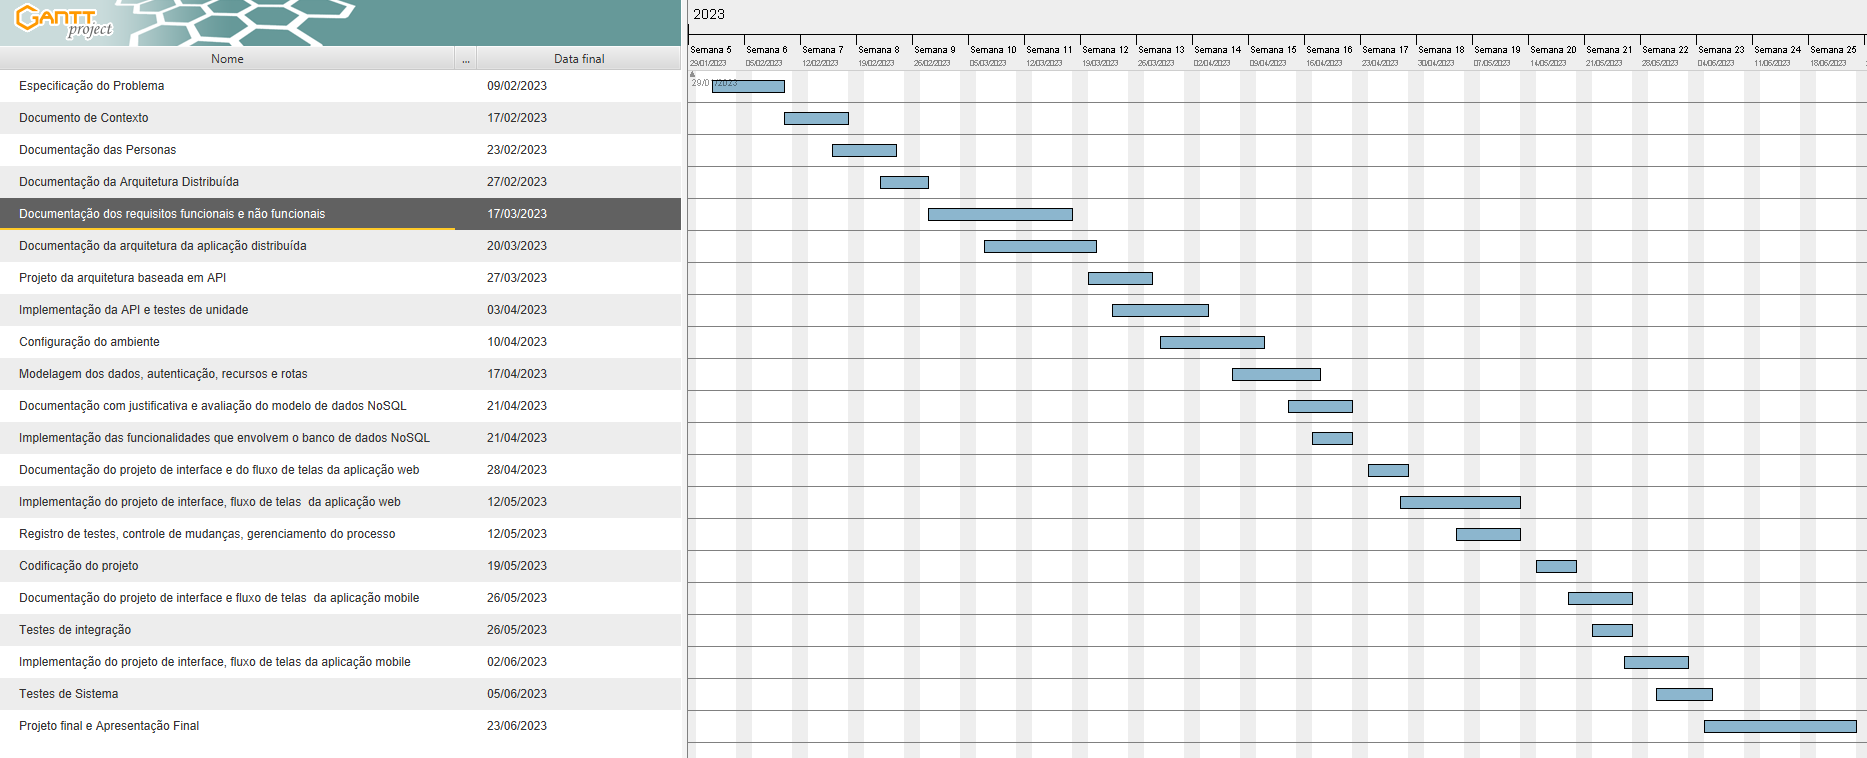 GANTT project
2023
Semana 5 Semana 6 Semana 7 Semana 8 Semana 9 Semana 10 Semana 11 Semana 12 Semana 13 Semana 14 Semana 15 Semana 16 Semana 17 Semana 18 Semana 19 Semana 20 Semana 21 Semana 22 Semana 23 Semana 24 Semana 25
29/01/2023 05/02/2023 12/02/2023 19/02/2023 26/02/2023 05/03/2023 12/03/2023 19/03/2023 26/03/2023 02/04/2023 09/04/2023 16/04/2023 23/04/2023 30/04/2023 07/05/2023 14/05/2023 21/05/2023 28/05/2023 04/06/2023 11/06/2023 18/06/2023
Nome ... Data final
29/01/2023
Especificação do Problema 09/02/2023
Documento de Contexto 17/02/2023
Documentação das Personas 23/02/2023
Documentação da Arquitetura Distribuída 27/02/2023
Documentação dos requisitos funcionais e não funcionais 17/03/2023
Documentação da arquitetura da aplicação distribuída 20/03/2023
Projeto da arquitetura baseada em API 27/03/2023
Implementação da API e testes de unidade 03/04/2023
Configuração do ambiente 10/04/2023
Modelagem dos dados, autenticação, recursos e rotas 17/04/2023
Documentação com justificativa e avaliação do modelo de dados NoSQL 21/04/2023
Implementação das funcionalidades que envolvem o banco de dados NoSQL 21/04/2023
Documentação do projeto de interface e do fluxo de telas da aplicação web 28/04/2023
Implementação do projeto de interface, fluxo de telas  da aplicação web 12/05/2023
Registro de testes, controle de mudanças, gerenciamento do processo 12/05/2023
Codificação do projeto 19/05/2023
Documentação do projeto de interface e fluxo de telas  da aplicação mobile 26/05/2023
Testes de integração 26/05/2023
Implementação do projeto de interface, fluxo de telas da aplicação mobile 02/06/2023
Testes de Sistema 05/06/2023
Projeto final e Apresentação Final 23/06/2023